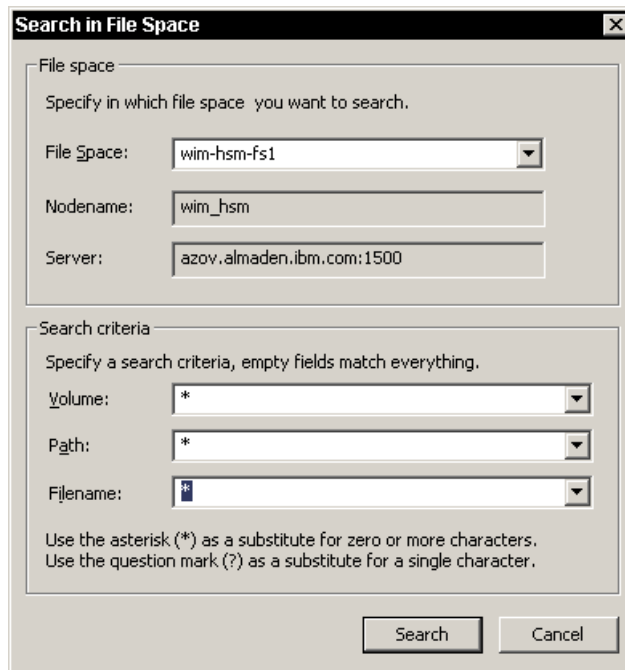 Search in File Space
File space
Specify in which file space you want to search.
File Space: wim-hsm-fs1
Nodename: wim_hsm
Server: azov.almaden.ibm.com:1500
Search criteria
Specify a search criteria, empty fields match everything.
Volume: *
Path: *
Filename: *
Use the asterisk (*) as a substitute for zero or more characters.
Use the question mark (?) as a substitute for a single character.
Search Cancel